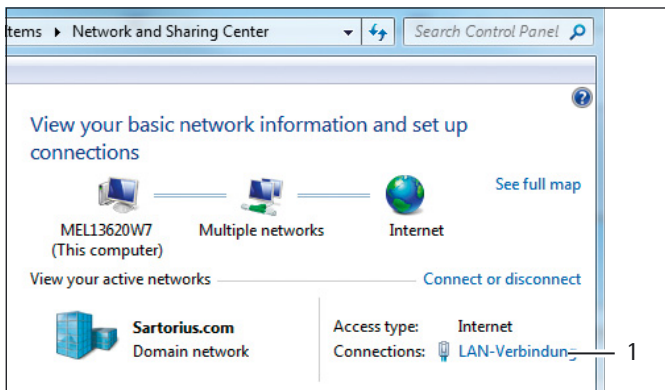 Items ▸ Network and Sharing Center
Search Control Panel
View your basic network information and set up
connections
See full map
MEL13620W7
(This computer)
Multiple networks
Internet
View your active networks
Connect or disconnect
Sartorius.com
Domain network
Access type: Internet
Connections: LAN-Verbindung
1